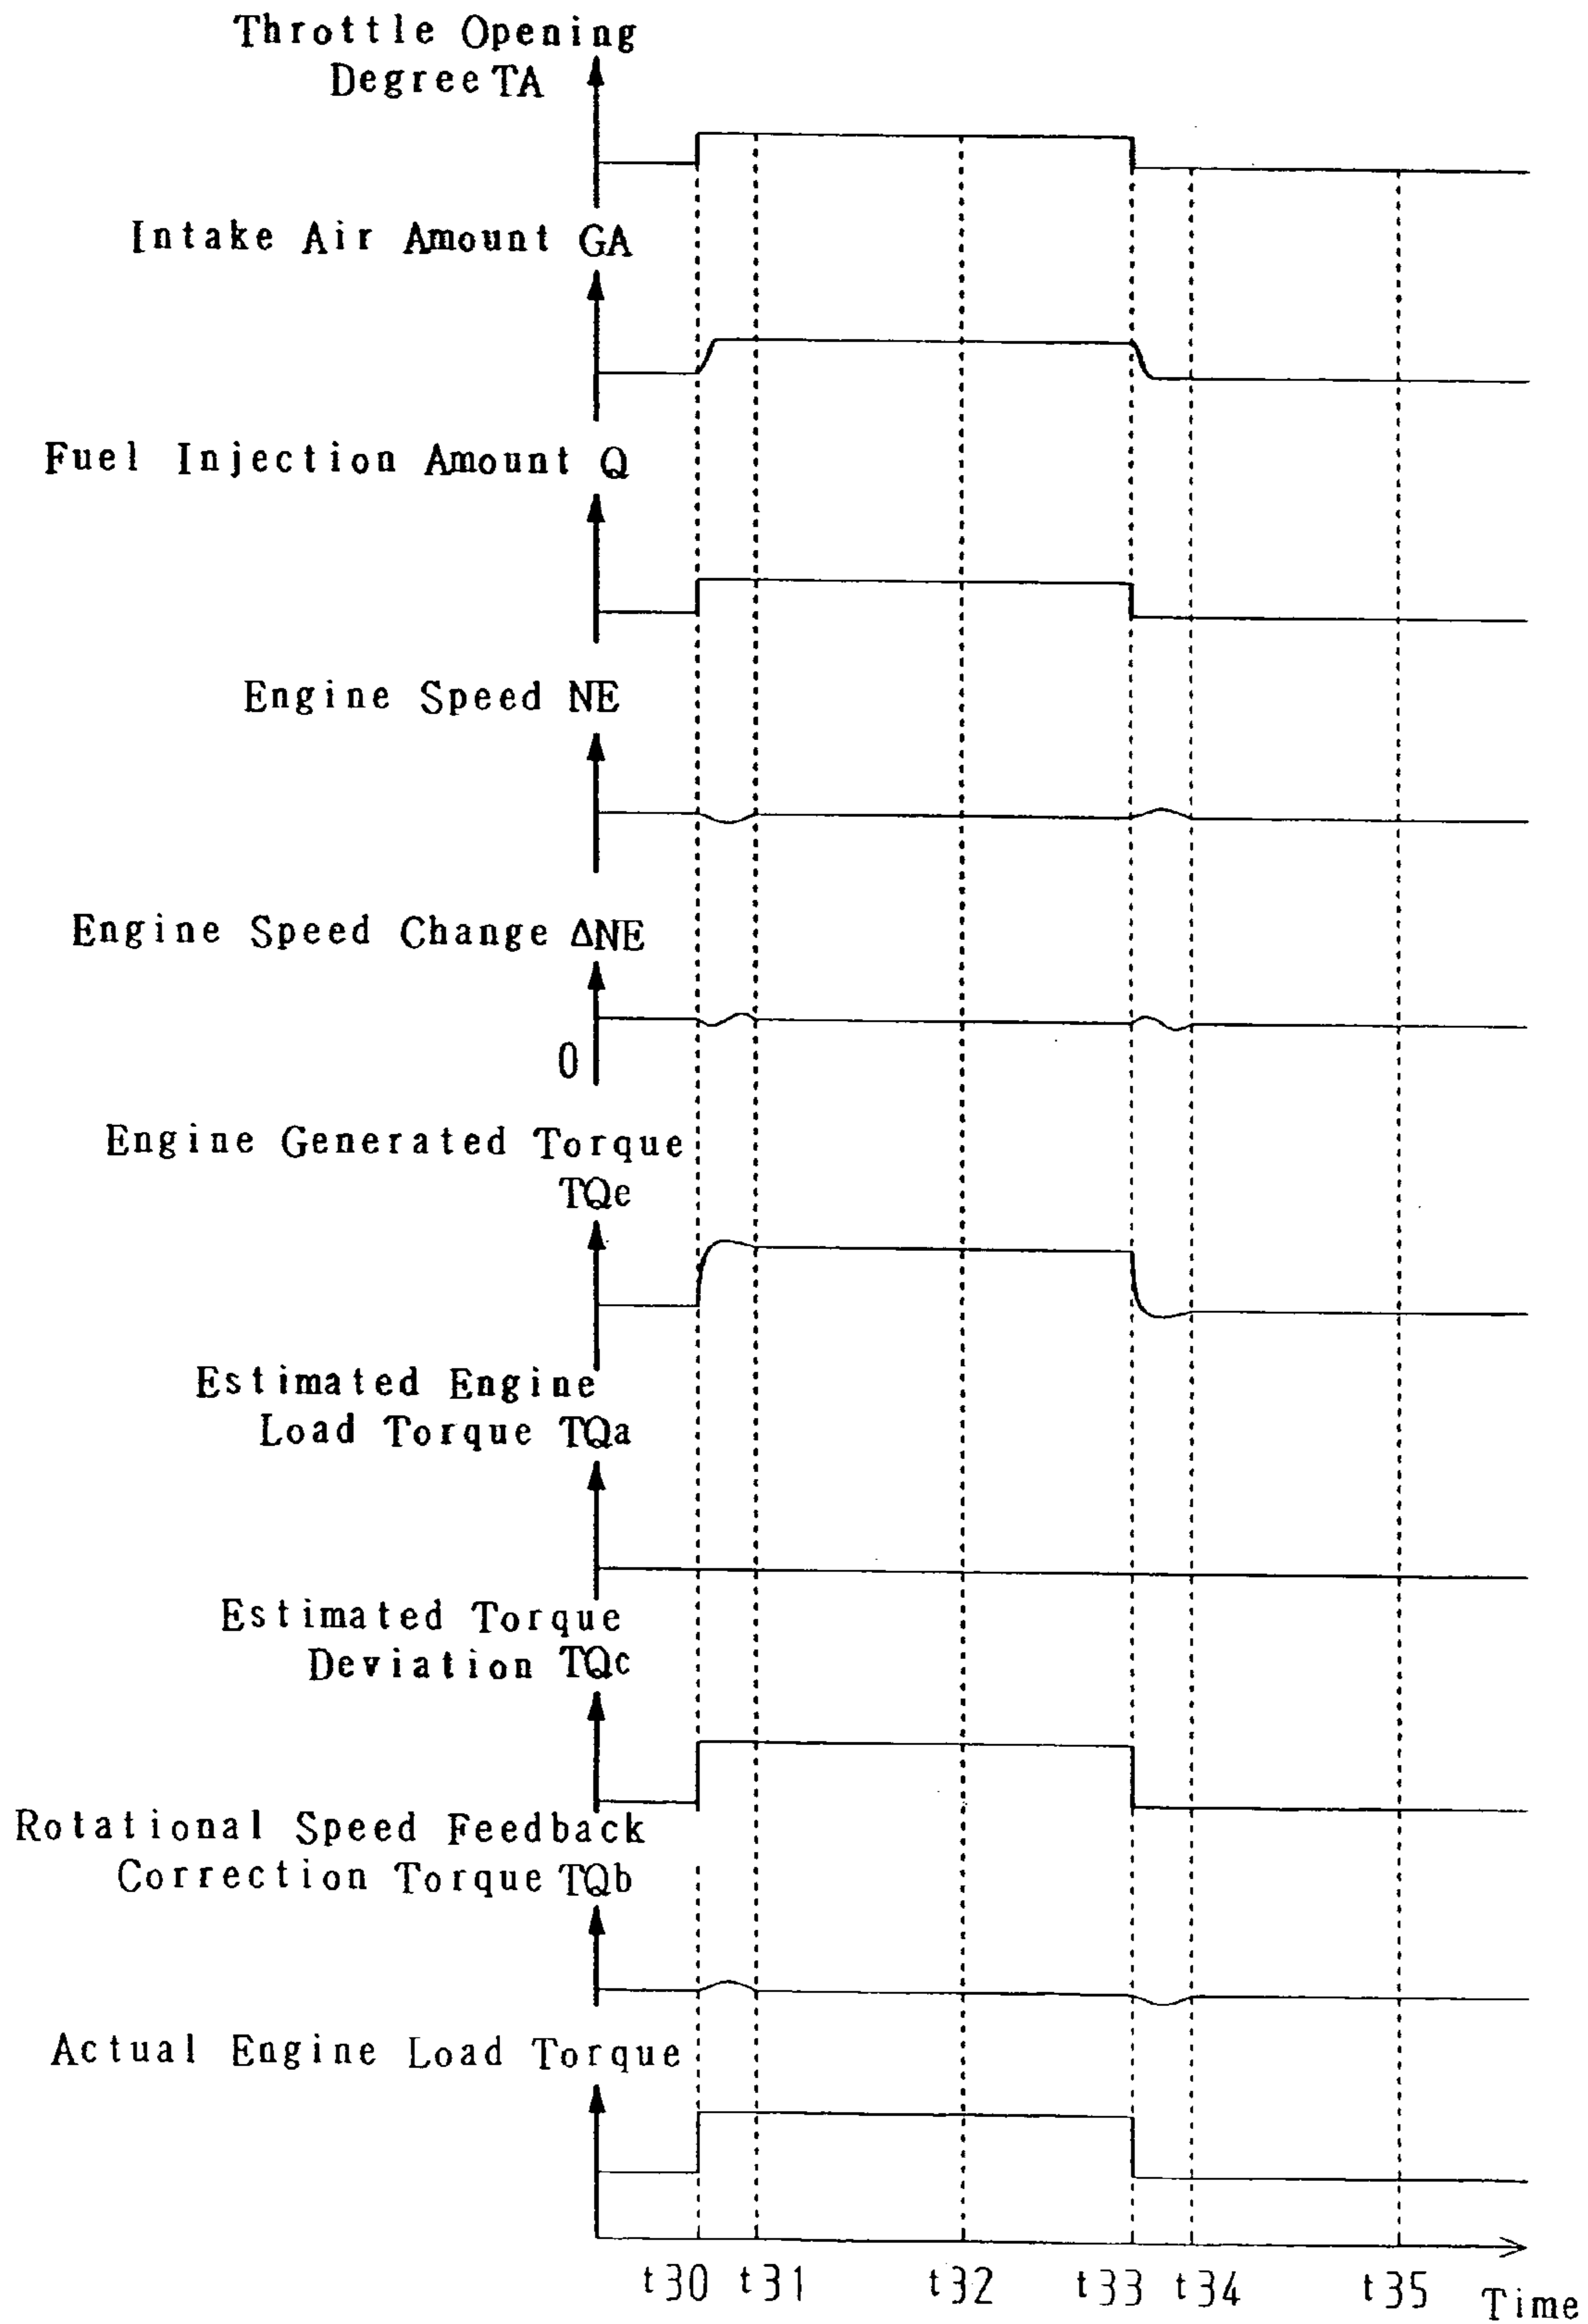 Throttle Opening
Degree TA
Intake Air Amount GA
Fuel Injection Amount Q
Engine Speed NE
Engine Speed Change ΔNE
0
Engine Generated Torque
TQe
Estimated Engine
Load Torque TQa
Estimated Torque
Deviation TQc
Rotational Speed Feedback
Correction Torque TQb
Actual Engine Load Torque
t30 t31 t32 t33 t34 t35 Time